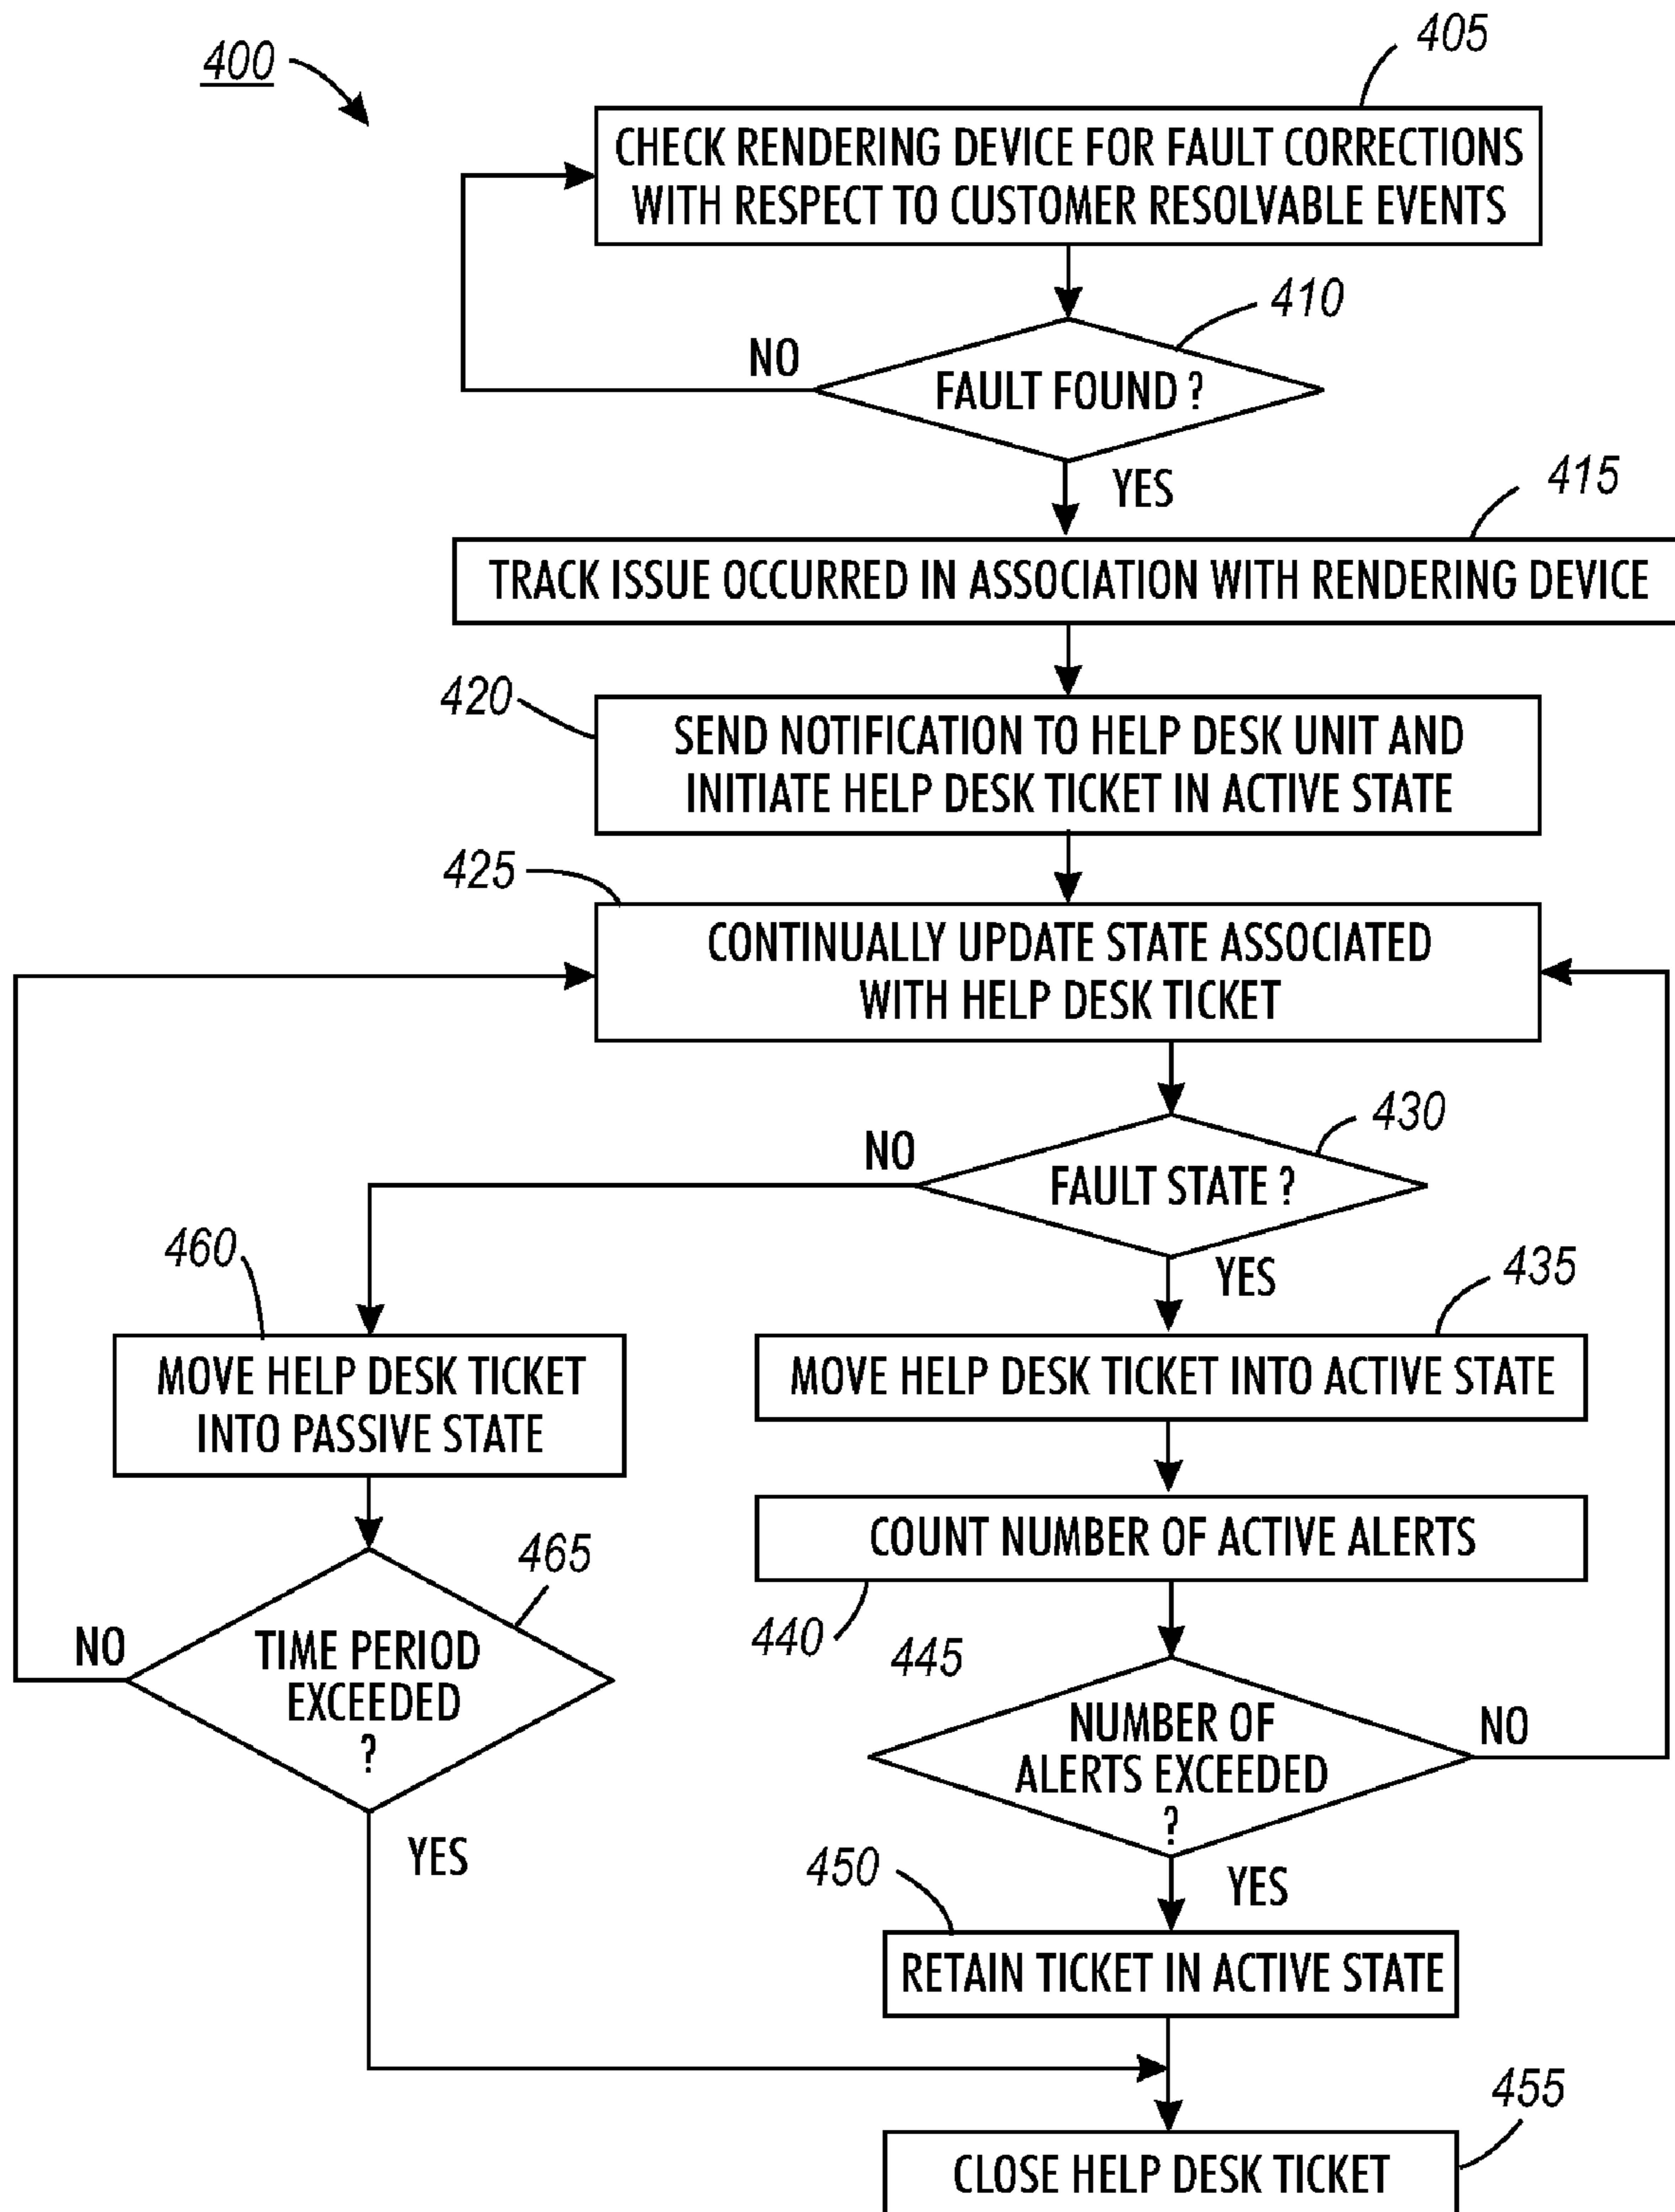 400
405
CHECK RENDERING DEVICE FOR FAULT CORRECTIONS
WITH RESPECT TO CUSTOMER RESOLVABLE EVENTS
410
NO
FAULT FOUND ?
YES
415
TRACK ISSUE OCCURRED IN ASSOCIATION WITH RENDERING DEVICE
420
SEND NOTIFICATION TO HELP DESK UNIT AND
INITIATE HELP DESK TICKET IN ACTIVE STATE
425
CONTINUALLY UPDATE STATE ASSOCIATED
WITH HELP DESK TICKET
430
NO
FAULT STATE ?
YES
460
435
MOVE HELP DESK TICKET
INTO PASSIVE STATE
MOVE HELP DESK TICKET INTO ACTIVE STATE
COUNT NUMBER OF ACTIVE ALERTS
465
440
445
NO
TIME PERIOD
EXCEEDED
?
NUMBER OF
ALERTS EXCEEDED
?
NO
YES
450
YES
RETAIN TICKET IN ACTIVE STATE
455
CLOSE HELP DESK TICKET